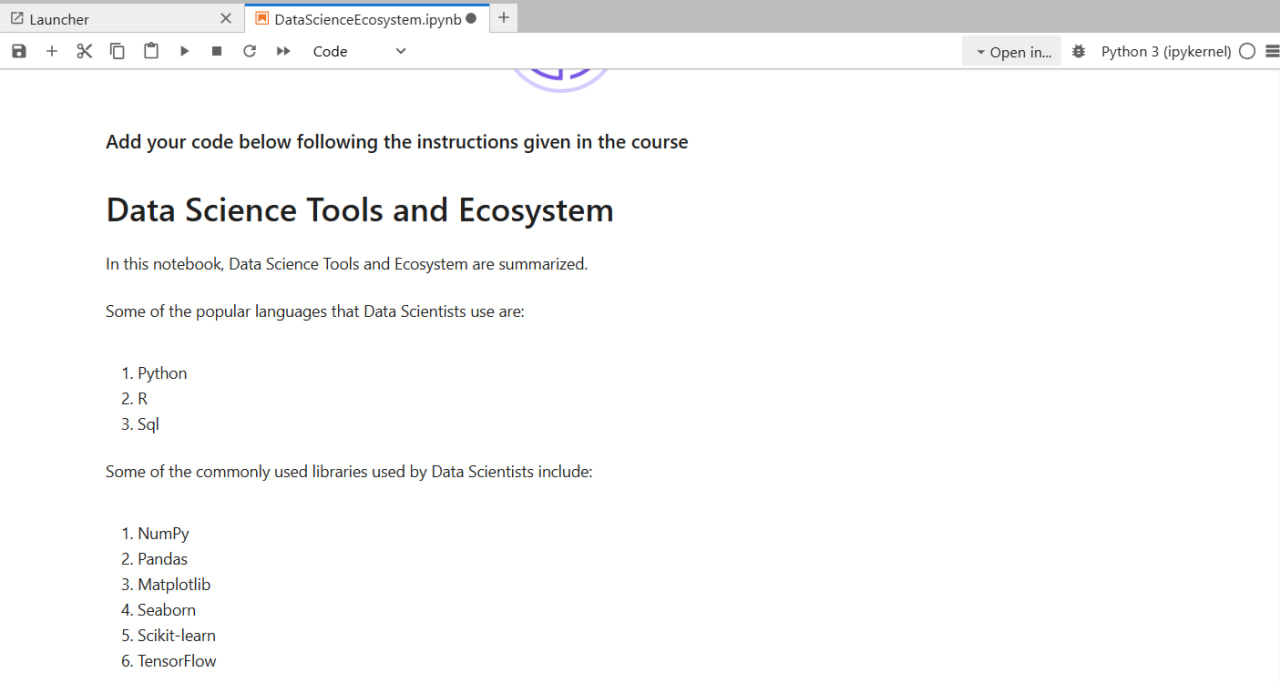 Launcher
DataScienceEcosystem.ipynb
Code
Open in...
Python 3 (ipykernel)
Add your code below following the instructions given in the course
Data Science Tools and Ecosystem
In this notebook, Data Science Tools and Ecosystem are summarized.
Some of the popular languages that Data Scientists use are:
1. Python
2. R
3. Sql
Some of the commonly used libraries used by Data Scientists include:
1. NumPy
2. Pandas
3. Matplotlib
4. Seaborn
5. Scikit-learn
6. TensorFlow